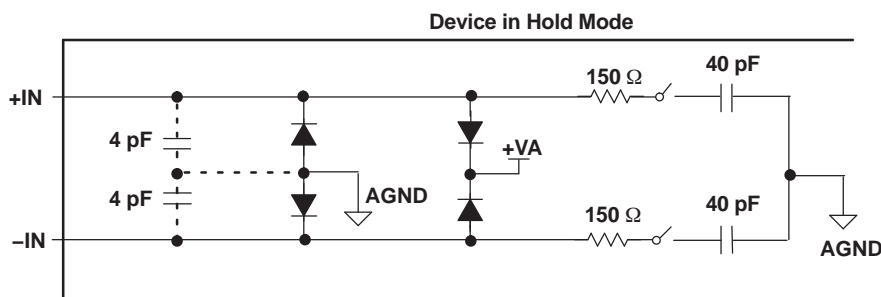 Device in Hold Mode
150 Ω
40 pF
+IN
4 pF
+VA
4 pF
AGND
150 Ω
40 pF
–IN
AGND